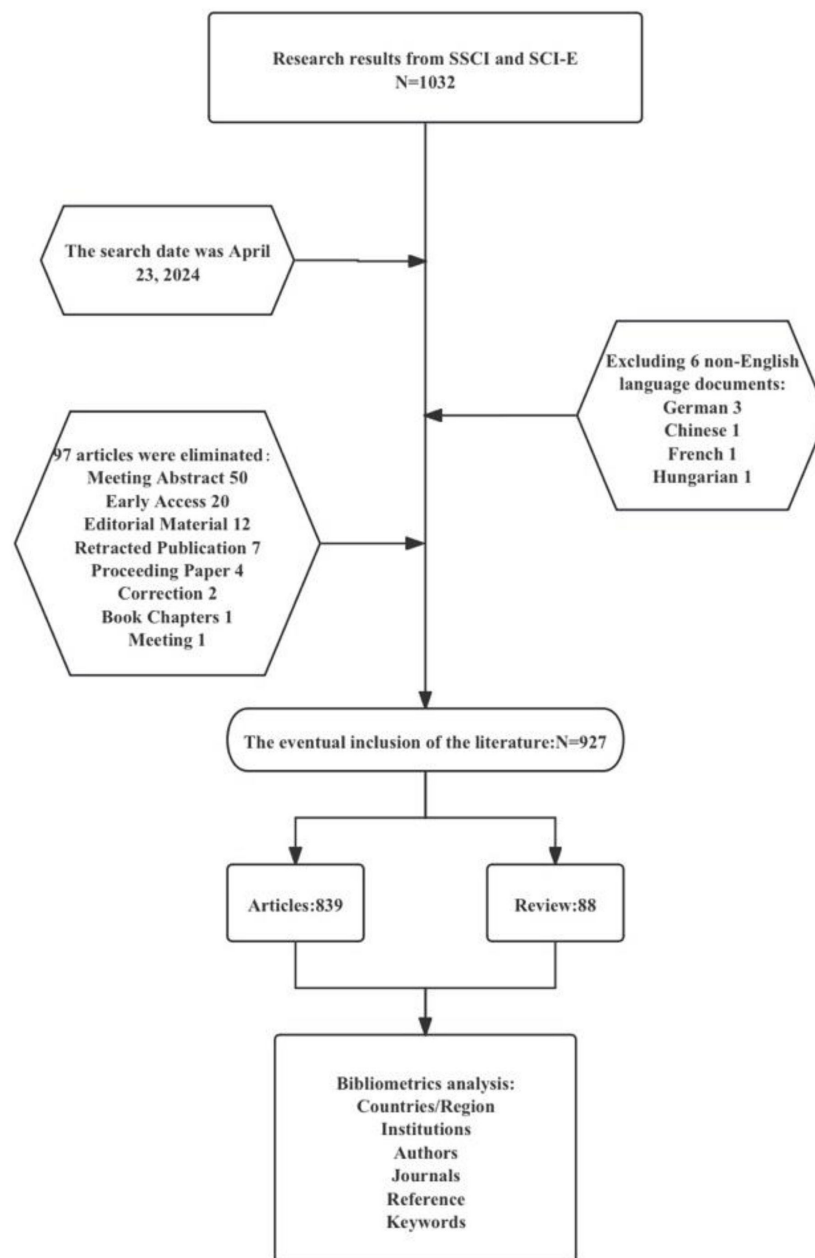 Research results from SSCI and SCI-E
N=1032
The search date was April
23, 2024
Excluding 6 non-English
language documents:
German 3
Chinese 1
French 1
Hungarian 1
97 articles were eliminated：
Meeting Abstract 50
Early Access 20
Editorial Material 12
Retracted Publication 7
Proceeding Paper 4
Correction 2
Book Chapters 1
Meeting 1
The eventual inclusion of the literature:N=927
Articles:839
Review:88
Bibliometrics analysis:
Countries/Region
Institutions
Authors
Journals
Reference
Keywords